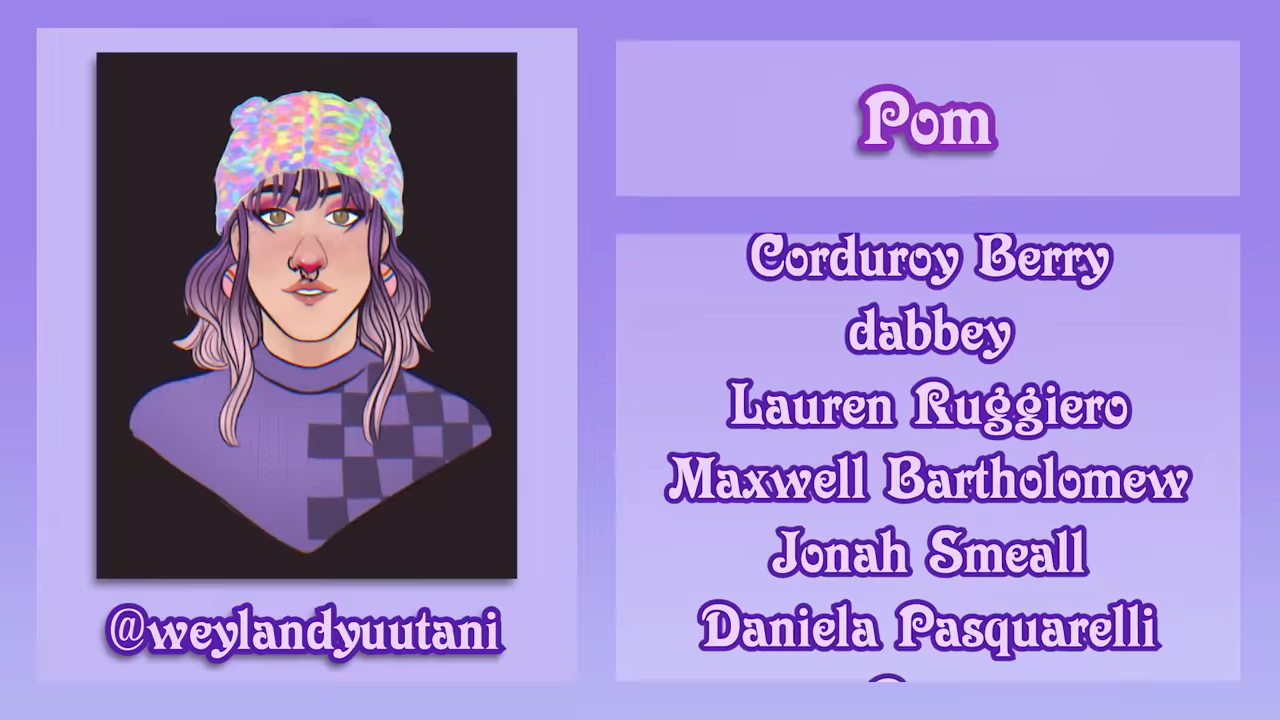 @weylandyuutani
Pom
Corduroy Berry
dabbey
Lauren Ruggiero
Maxwell Bartholomew
Jonah Smeall
Daniela Pasquarelli